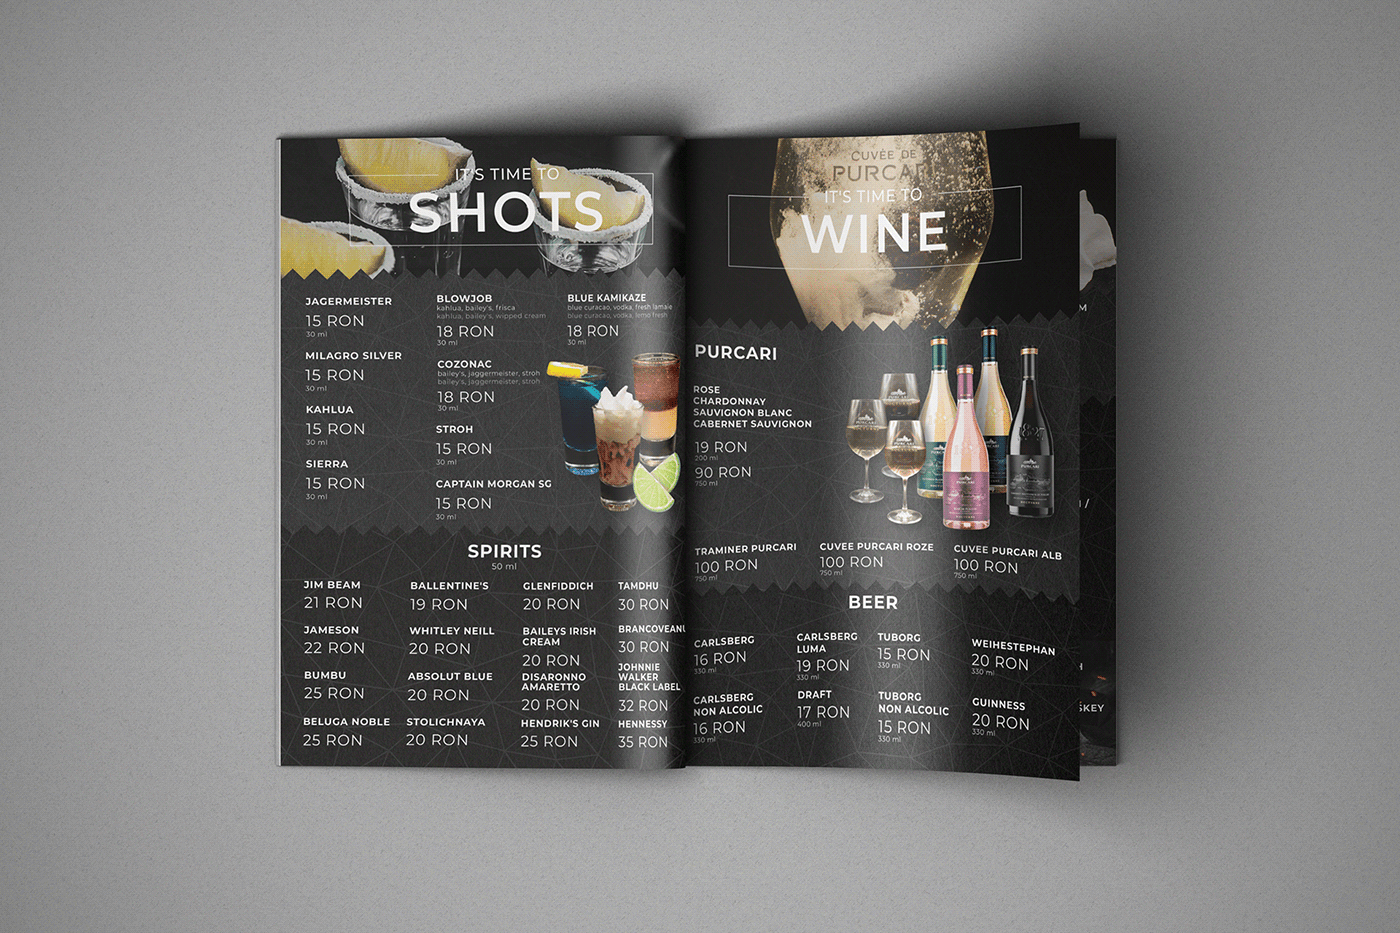 IT'S TIME TO
SHOTS
JAGERMEISTER
15 RON
30 ml
MILAGRO SILVER
15 RON
30 ml
KAHLUA
15 RON
30 ml
SIERRA
15 RON
30 ml
BLOWJOB
kahlua, bailey's, frisca
kahlua, bailey's, wipped cream
18 RON
30 ml
COZONAC
bailey's, jaggermeister, stroh
bailey's, jaggermeister, stroh
18 RON
30 ml
STROH
15 RON
30 ml
CAPTAIN MORGAN SG
15 RON
30 ml
BLUE KAMIKAZE
blue curacao, vodka, fresh lamaie
blue curacao, vodka, lemo fresh
18 RON
30 ml
SPIRITS
50 ml
JIM BEAM
21 RON
JAMESON
22 RON
BUMBU
25 RON
BELUGA NOBLE
25 RON
BALLENTINE'S
19 RON
WHITLEY NEILL
20 RON
ABSOLUT BLUE
20 RON
STOLICHNAYA
20 RON
GLENFIDDICH
20 RON
BAILEYS IRISH
CREAM
20 RON
DISARONNO
AMARETTO
20 RON
HENDRIK'S GIN
25 RON
TAMDHU
30 RON
BRANCOVEANU
30 RON
JOHNNIE
WALKER
BLACK LABEL
32 RON
HENNESSY
35 RON
CUVÉE DE
PURCARI
IT'S TIME TO
WINE
PURCARI
ROSE
CHARDONNAY
SAUVIGNON BLANC
CABERNET SAUVIGNON
19 RON
200 ml
90 RON
750 ml
PURCARI
PURCARI
PURCARI
PURCARI
PURCARI
TRAMINER PURCARI
100 RON
750 ml
CUVEE PURCARI ROZE
100 RON
750 ml
CUVEE PURCARI ALB
100 RON
750 ml
BEER
CARLSBERG
16 RON
330 ml
CARLSBERG
NON ALCOLIC
16 RON
330 ml
CARLSBERG
LUMA
19 RON
330 ml
DRAFT
17 RON
400 ml
TUBORG
15 RON
330 ml
TUBORG
NON ALCOLIC
15 RON
330 ml
WEIHESTEPHAN
20 RON
330 ml
GUINNESS
20 RON
330 ml
SKEY